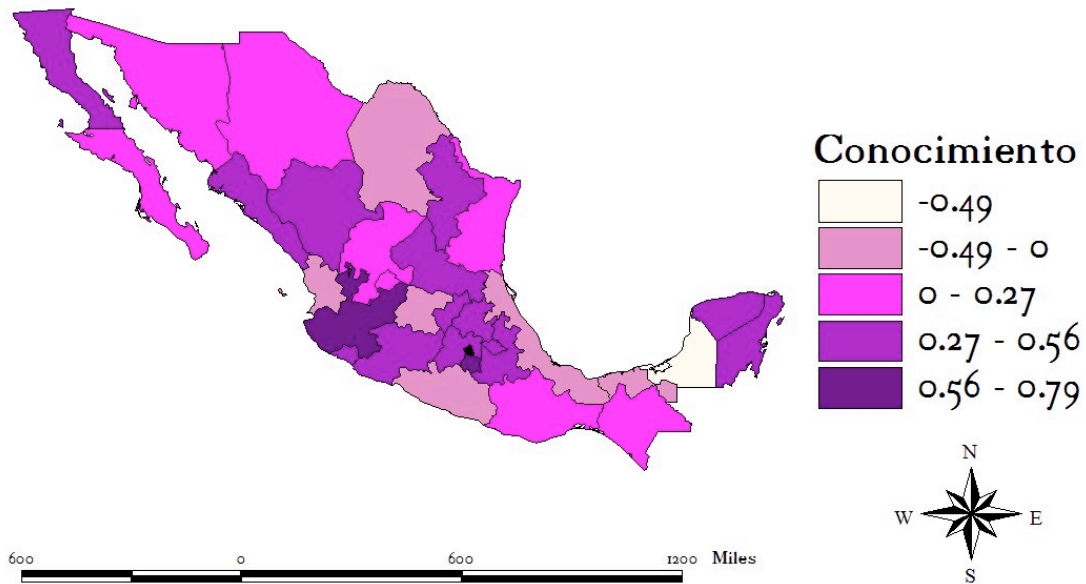 Conocimiento
-0.49
-0.49 - 0
0 - 0.27
0.27 - 0.56
0.56 - 0.79
N
W E
S
600 0 600 1200 Miles